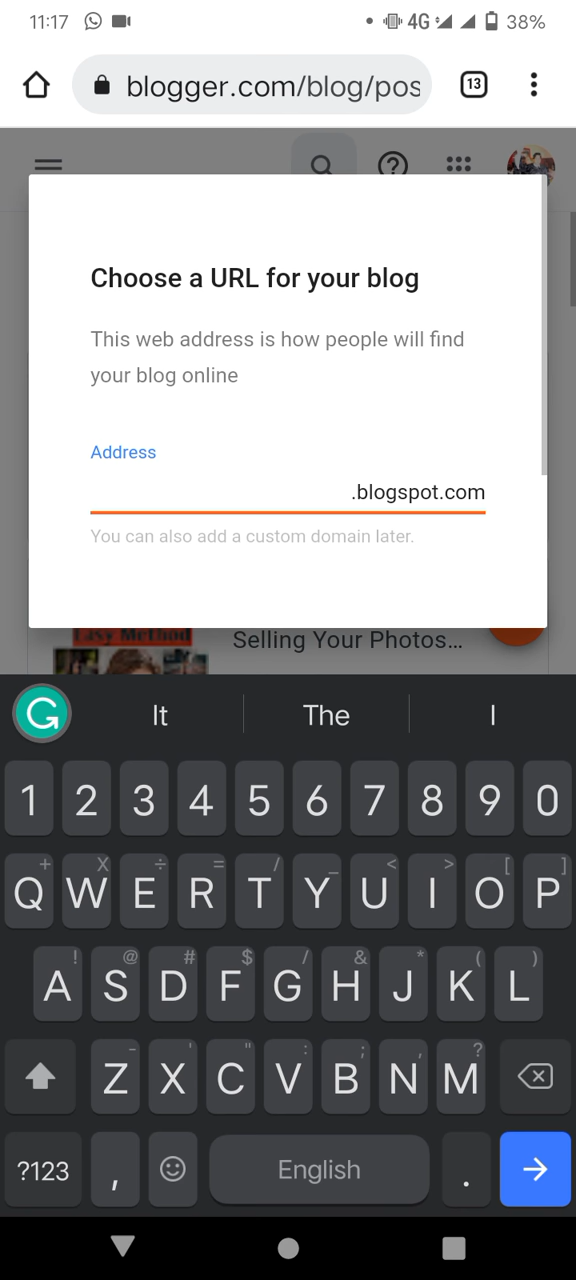 11:17
4G
38%
blogger.com/blog/pos
13
Choose a URL for your blog
This web address is how people will find
your blog online
Address
.blogspot.com
You can also add a custom domain later.
Easy Method
Selling Your Photos...
It The I
1 2 3 4 5 6 7 8 9 0
+ X ÷ = / _ < > [ ]
Q W E R T Y U I O P
! @ # $ / & * ( )
A S D F G H J K L
- ' " : ; , ?
Z X C V B N M
?123 , English .